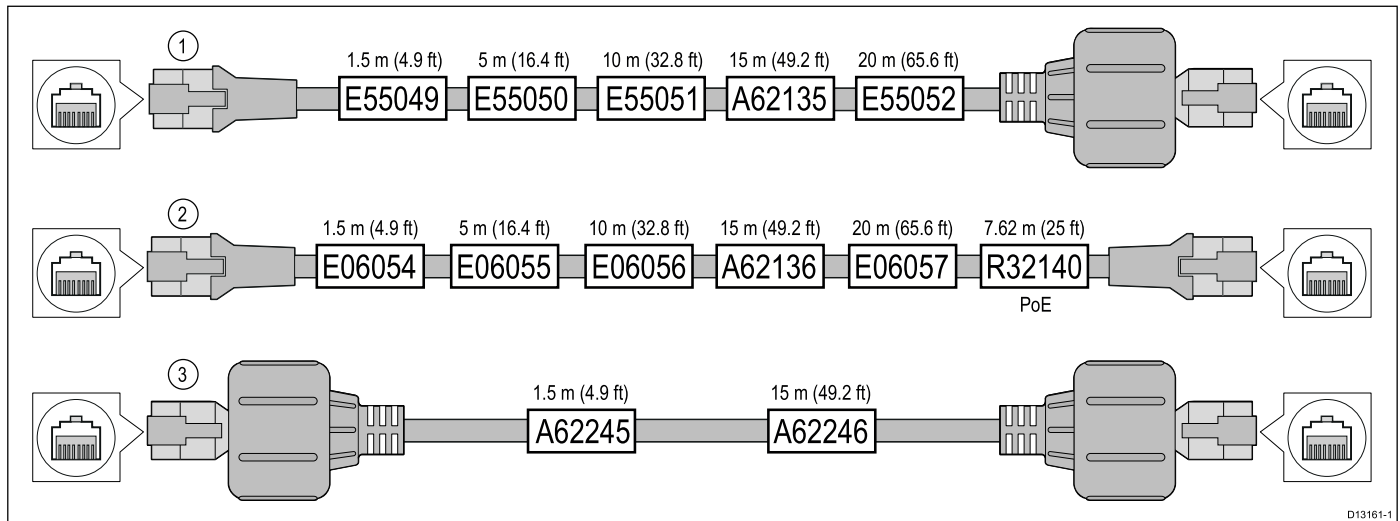 1
1.5 m (4.9 ft) 5 m (16.4 ft) 10 m (32.8 ft) 15 m (49.2 ft) 20 m (65.6 ft)
E55049 E55050 E55051 A62135 E55052
2
1.5 m (4.9 ft) 5 m (16.4 ft) 10 m (32.8 ft) 15 m (49.2 ft) 20 m (65.6 ft) 7.62 m (25 ft)
E06054 E06055 E06056 A62136 E06057 R32140
PoE
3
1.5 m (4.9 ft) 15 m (49.2 ft)
A62245 A62246
D13161-1